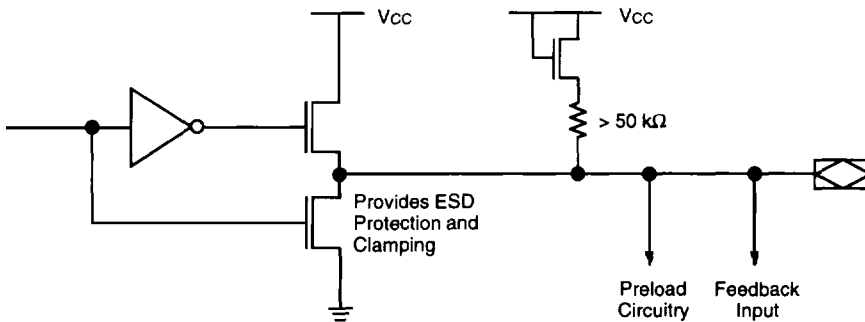 VCC
VCC
> 50 kΩ
Provides ESD
Protection and
Clamping
Preload
Circuitry
Feedback
Input